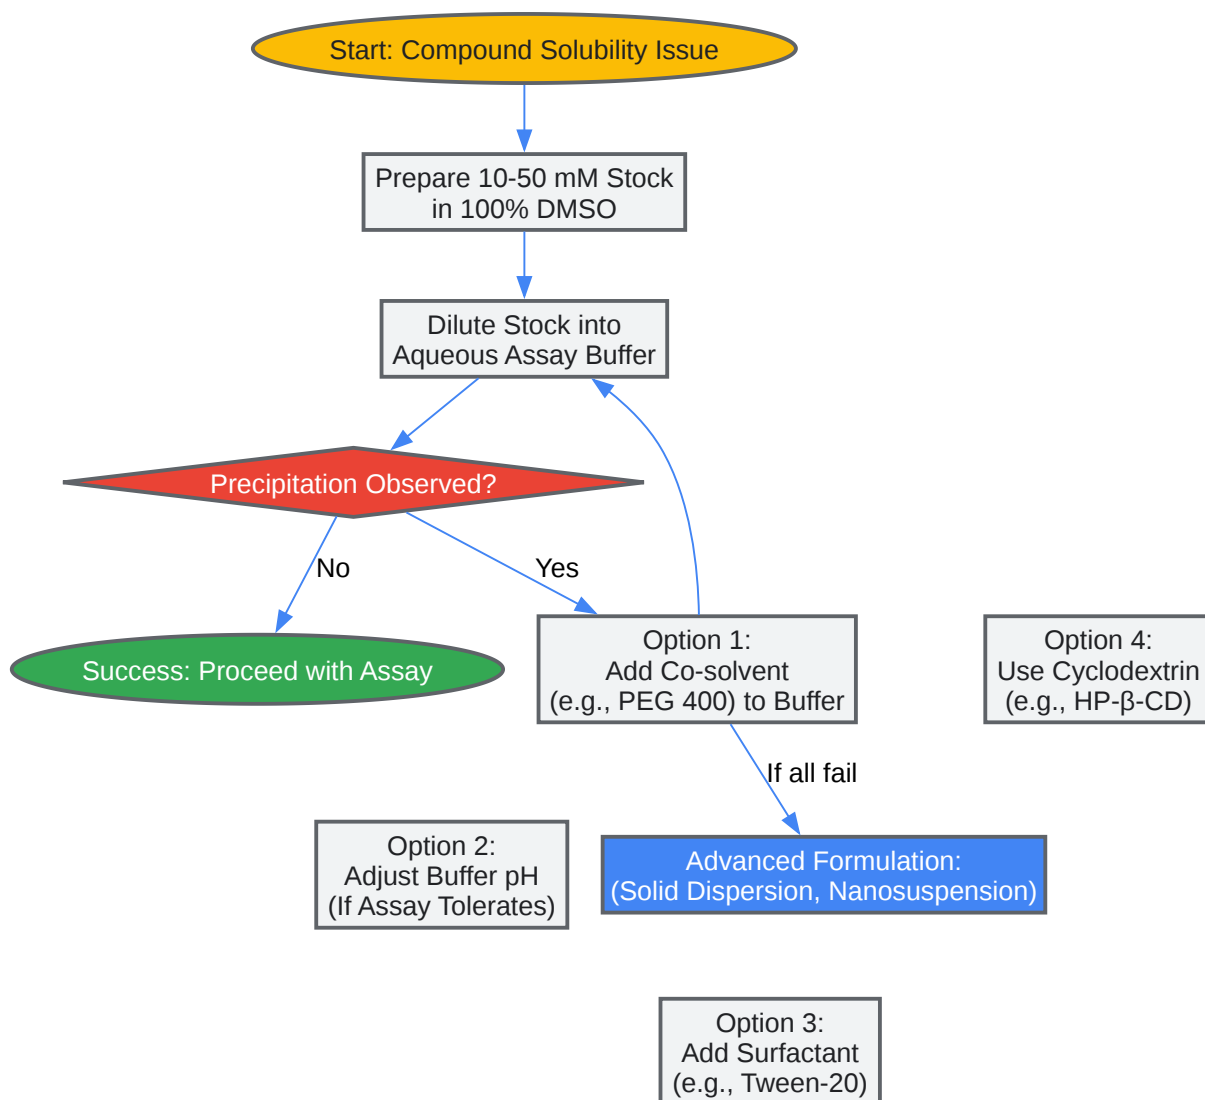 Start: Compound Solubility Issue
Prepare 10-50 mM Stock
in 100% DMSO
Dilute Stock into
Aqueous Assay Buffer
Precipitation Observed?
No
Yes
Success: Proceed with Assay
Option 1:
Add Co-solvent
(e.g., PEG 400) to Buffer
Option 4:
Use Cyclodextrin
(e.g., HP-β-CD)
If all fail
Option 2:
Adjust Buffer pH
(If Assay Tolerates)
Advanced Formulation:
(Solid Dispersion, Nanosuspension)
Option 3:
Add Surfactant
(e.g., Tween-20)